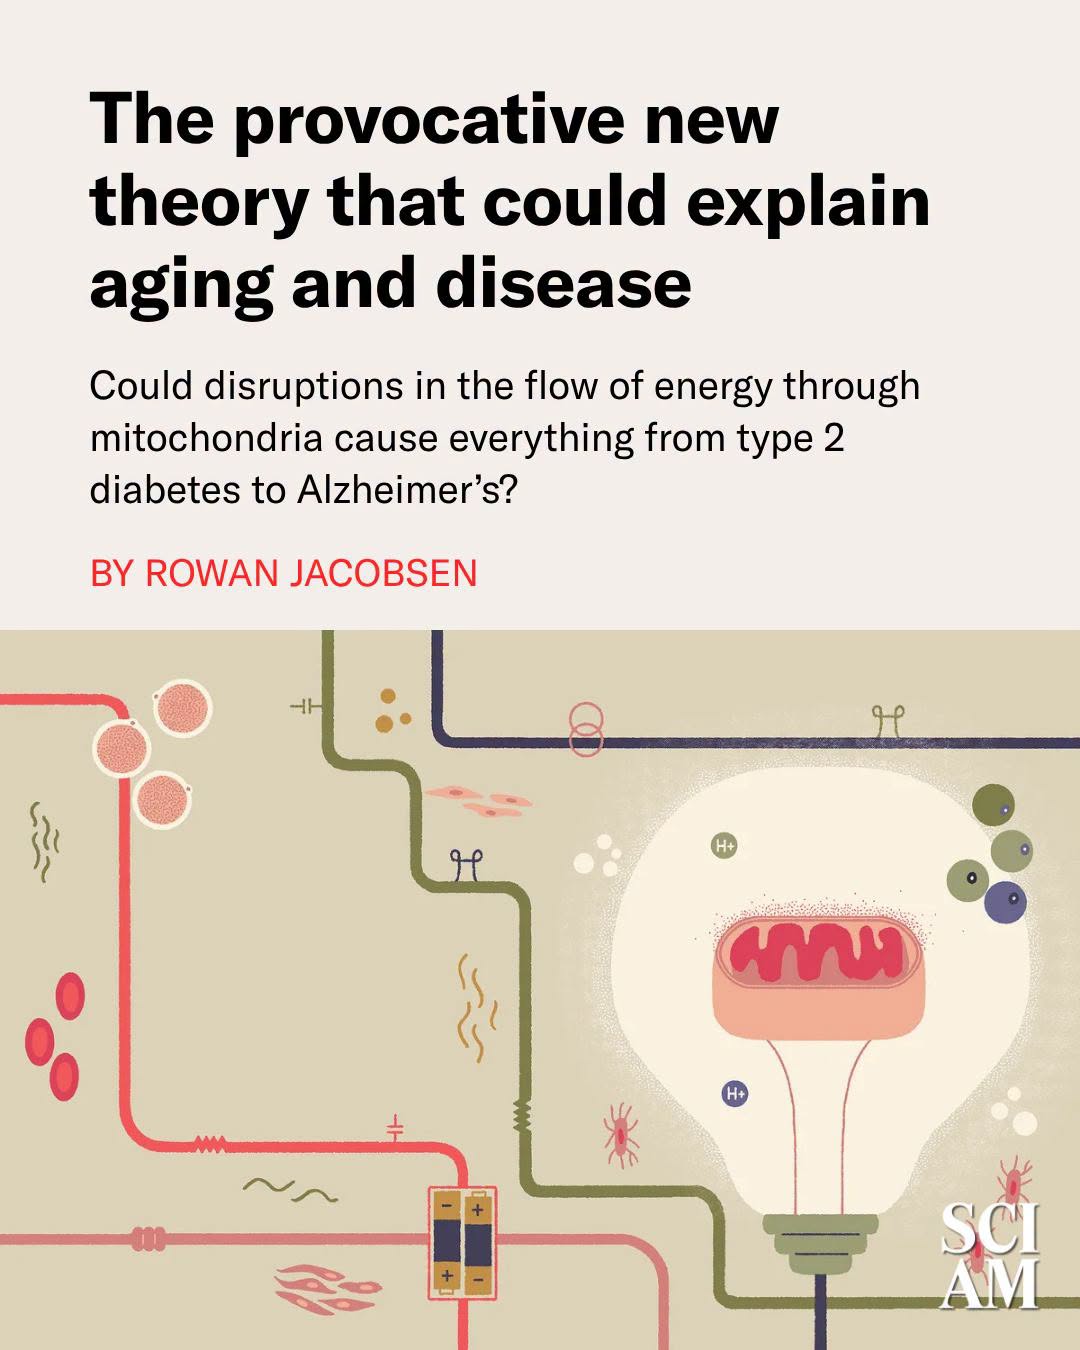 The provocative new
theory that could explain
aging and disease
Could disruptions in the flow of energy through
mitochondria cause everything from type 2
diabetes to Alzheimer’s?
BY ROWAN JACOBSEN
H+
H+
- +
+ -
SCI
AM